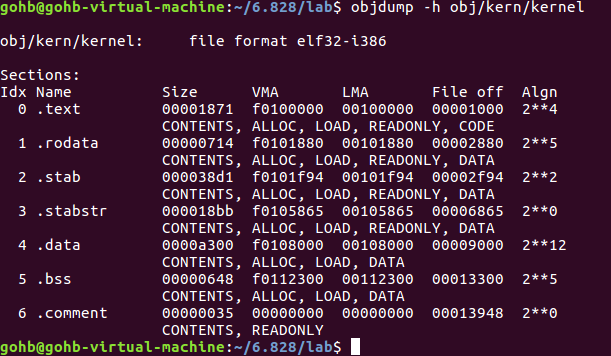 gohb@gohb-virtual-machine:~/6.828/lab$ objdump -h obj/kern/kernel

obj/kern/kernel:     file format elf32-i386

Sections:
Idx Name          Size      VMA       LMA       File off  Algn
  0 .text         00001871  f0100000  00100000  00001000  2**4
                  CONTENTS, ALLOC, LOAD, READONLY, CODE
  1 .rodata       00000714  f0101880  00101880  00002880  2**5
                  CONTENTS, ALLOC, LOAD, READONLY, DATA
  2 .stab         000038d1  f0101f94  00101f94  00002f94  2**2
                  CONTENTS, ALLOC, LOAD, READONLY, DATA
  3 .stabstr      000018bb  f0105865  00105865  00006865  2**0
                  CONTENTS, ALLOC, LOAD, READONLY, DATA
  4 .data         0000a300  f0108000  00108000  00009000  2**12
                  CONTENTS, ALLOC, LOAD, DATA
  5 .bss          00000648  f0112300  00112300  00013300  2**5
                  CONTENTS, ALLOC, LOAD, DATA
  6 .comment      00000035  00000000  00000000  00013948  2**0
                  CONTENTS, READONLY
gohb@gohb-virtual-machine:~/6.828/lab$